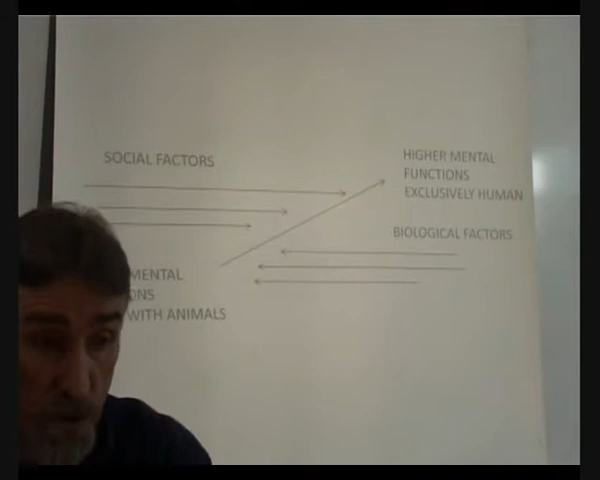 SOCIAL FACTORS
HIGHER MENTAL
FUNCTIONS
EXCLUSIVELY HUMAN
BIOLOGICAL FACTORS
MENTAL
ONS
WITH ANIMALS